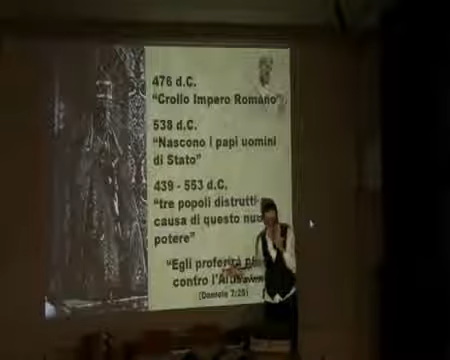 476 d.C.
“Crollo Impero Romano”
538 d.C.
“Nascono i papi uomini
di Stato”
439 - 553 d.C.
“tre popoli distrutti
causa di questo
potere”
“Egli proferirà
contro
(Daniele 7:25)